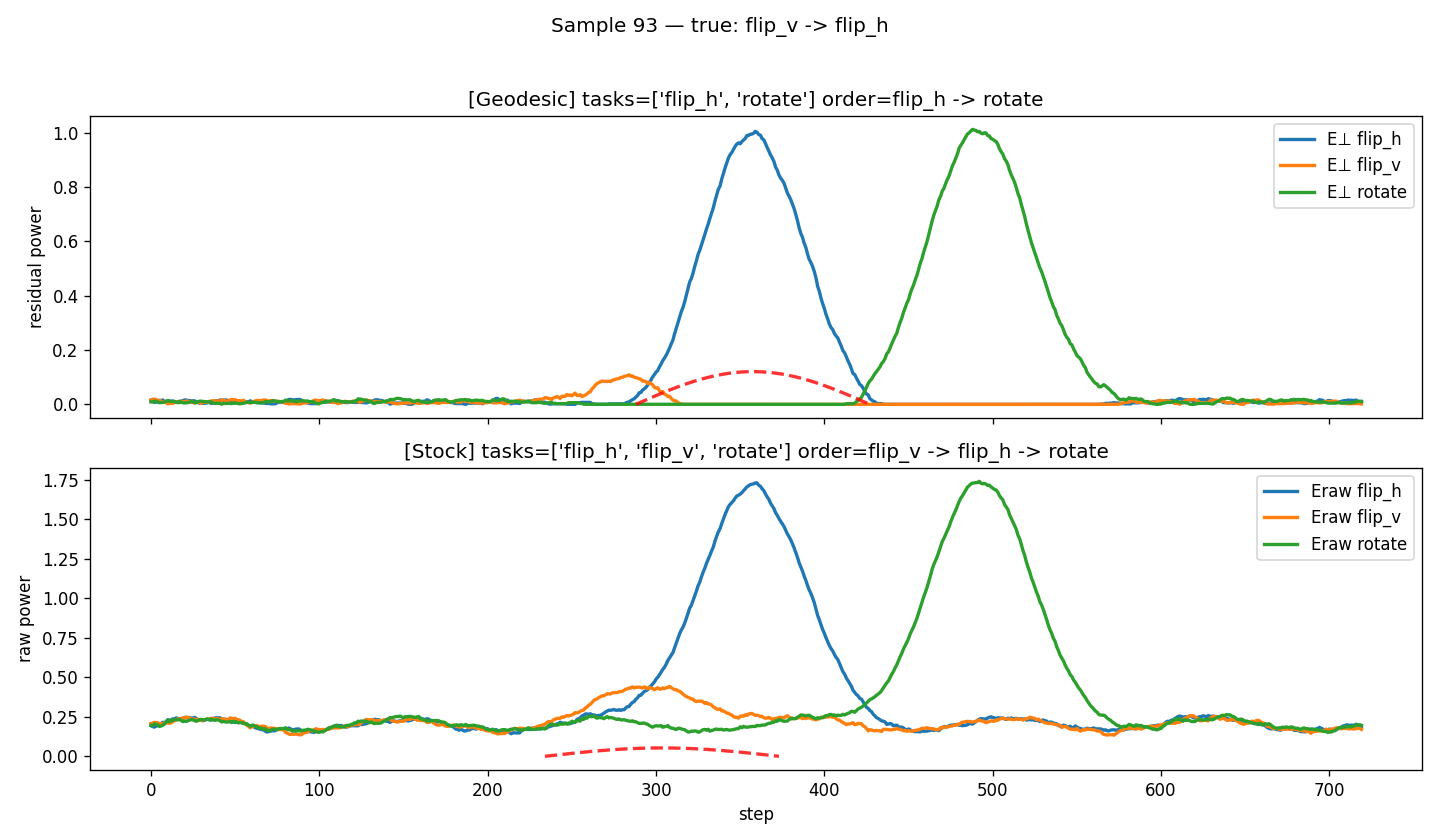 Sample 93 — true: flip_v -> flip_h
[Geodesic] tasks=['flip_h', 'rotate'] order=flip_h -> rotate
1.0
0.8
0.6
0.4
0.2
0.0
residual power
E⊥ flip_h
E⊥ flip_v
E⊥ rotate
[Stock] tasks=['flip_h', 'flip_v', 'rotate'] order=flip_v -> flip_h -> rotate
1.75
1.50
1.25
1.00
0.75
0.50
0.25
0.00
raw power
Eraw flip_h
Eraw flip_v
Eraw rotate
0 100 200 300 400 500 600 700
step